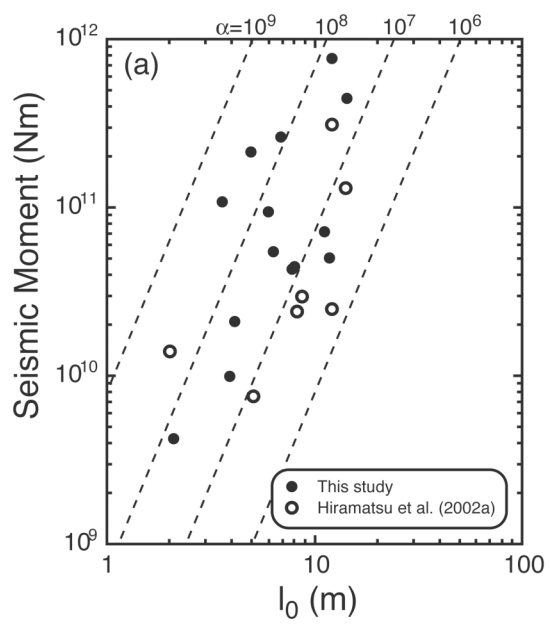 α=10⁹ 10⁸ 10⁷ 10⁶
(a)
10¹²
10¹¹
10¹⁰
10⁹
Seismic Moment (Nm)
This study
Hiramatsu et al. (2002a)
1 10 100
l₀ (m)